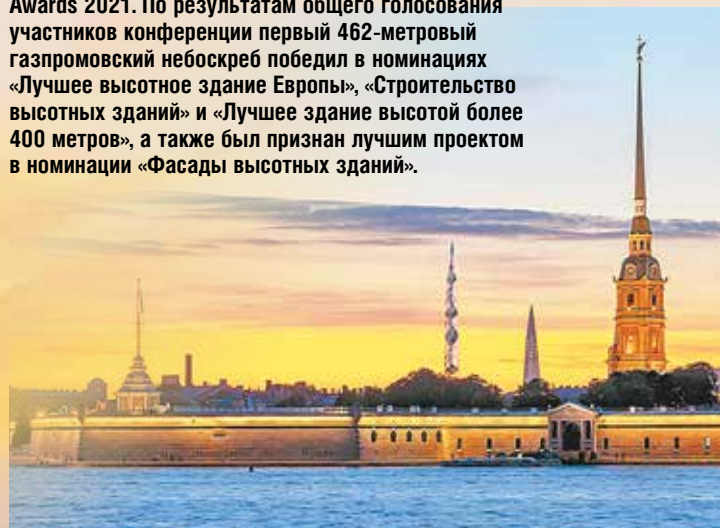 Awards 2021. По результатам общего голосования
участников конференции первый 462-метровый
газпромовский небоскреб победил в номинациях
«Лучшее высотное здание Европы», «Строительство
высотных зданий» и «Лучшее здание высотой более
400 метров», а также был признан лучшим проектом
в номинации «Фасады высотных зданий».